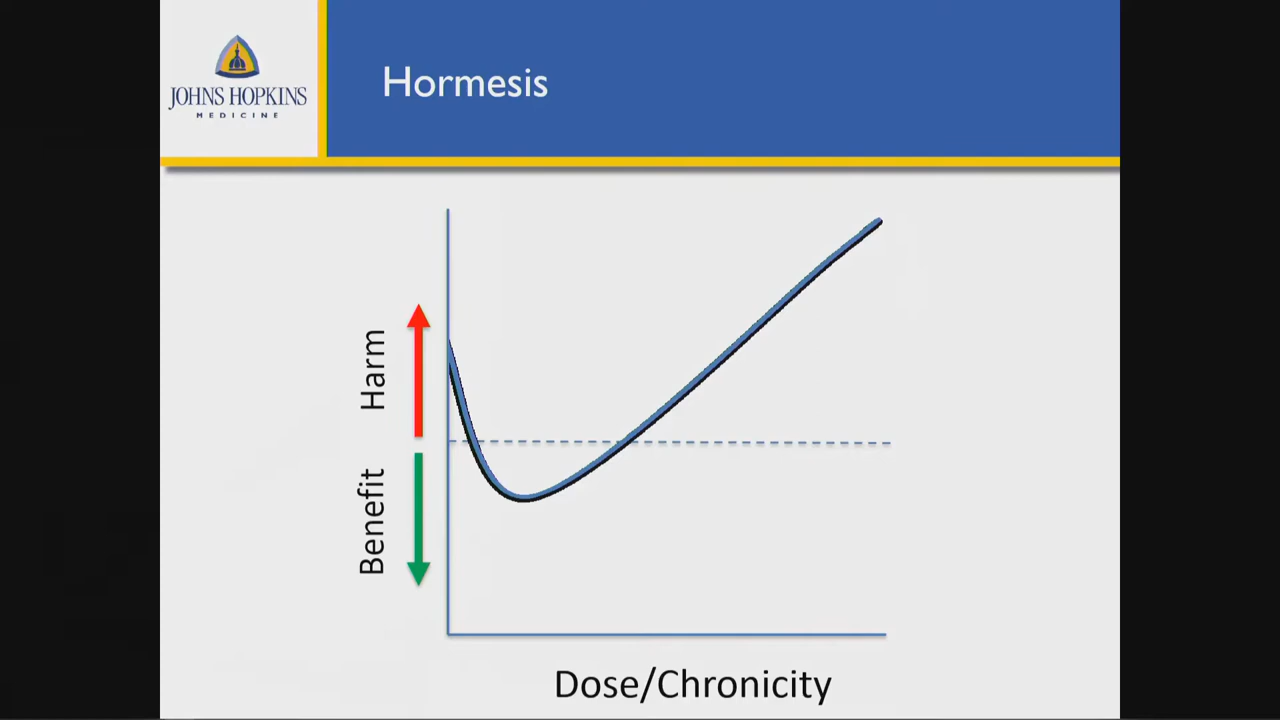 JOHNS HOPKINS
MEDICINE
Hormesis
Harm
Benefit
Dose/Chronicity